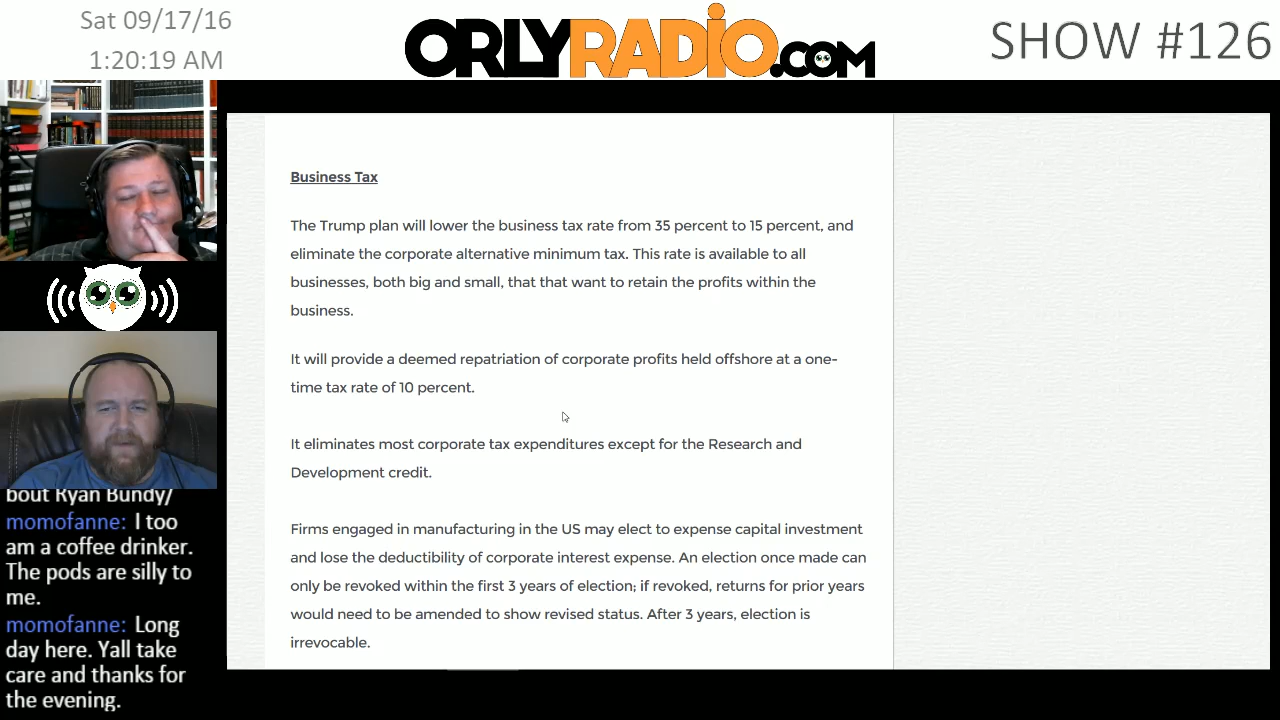 Sat 09/17/16
1:20:19 AM
ORLYRADIO.COM
SHOW #126
Business Tax
The Trump plan will lower the business tax rate from 35 percent to 15 percent, and
eliminate the corporate alternative minimum tax. This rate is available to all
businesses, both big and small, that that want to retain the profits within the
business.
It will provide a deemed repatriation of corporate profits held offshore at a one-
time tax rate of 10 percent.
It eliminates most corporate tax expenditures except for the Research and
Development credit.
Firms engaged in manufacturing in the US may elect to expense capital investment
and lose the deductibility of corporate interest expense. An election once made can
only be revoked within the first 3 years of election; if revoked, returns for prior years
would need to be amended to show revised status. After 3 years, election is
irrevocable.
bout Ryan Bundy/
momofanne: I too
am a coffee drinker.
The pods are silly to
me.
momofanne: Long
day here. Yall take
care and thanks for
the evening.